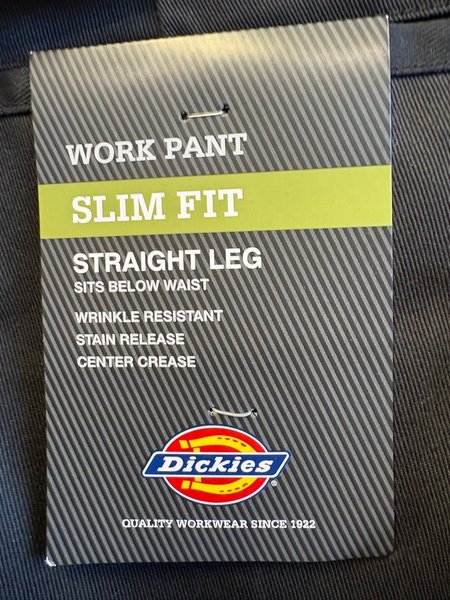 WORK PANT
SLIM FIT
STRAIGHT LEG
SITS BELOW WAIST
WRINKLE RESISTANT
STAIN RELEASE
CENTER CREASE
Dickies®
QUALITY WORKWEAR SINCE 1922